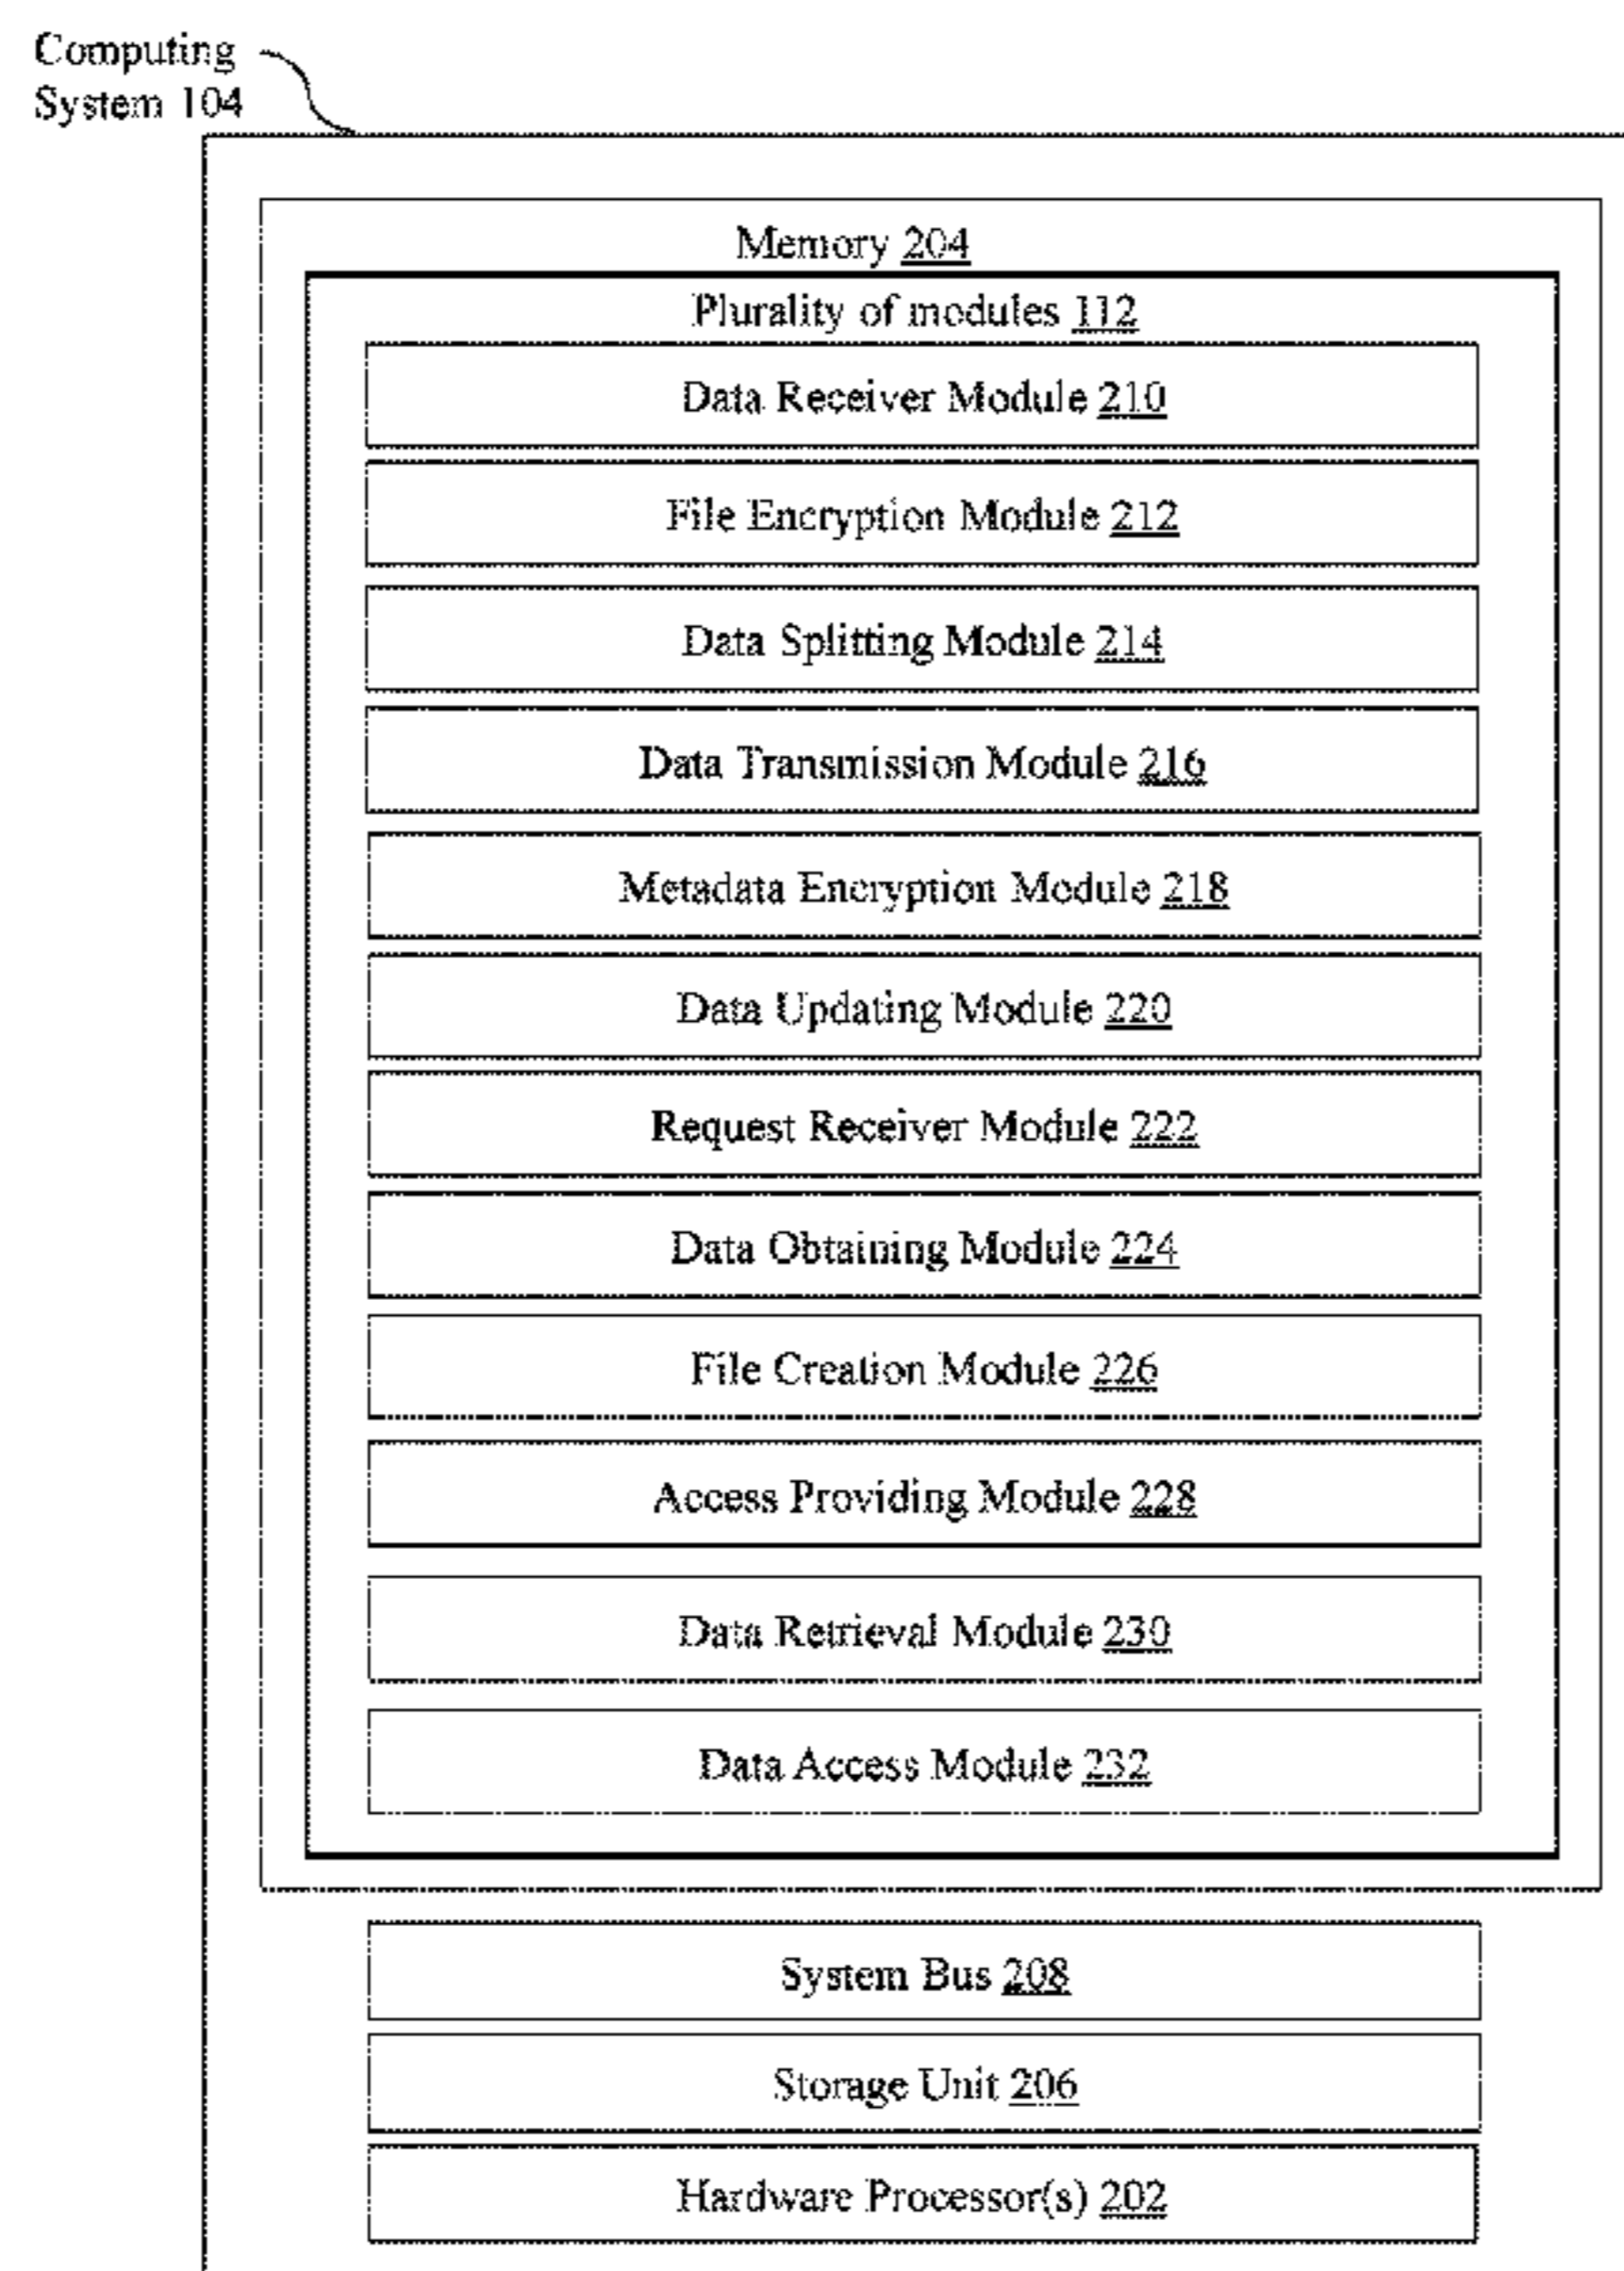 Computing
System 104
Memory 204
Plurality of modules 112
Data Receiver Module 210
File Encryption Module 212
Data Splitting Module 214
Data Transmission Module 216
Metadata Encryption Module 218
Data Updating Module 220
Request Receiver Module 222
Data Obtaining Module 224
File Creation Module 226
Access Providing Module 228
Data Retrieval Module 230
Data Access Module 232
System Bus 208
Storage Unit 206
Hardware Processor(s) 202